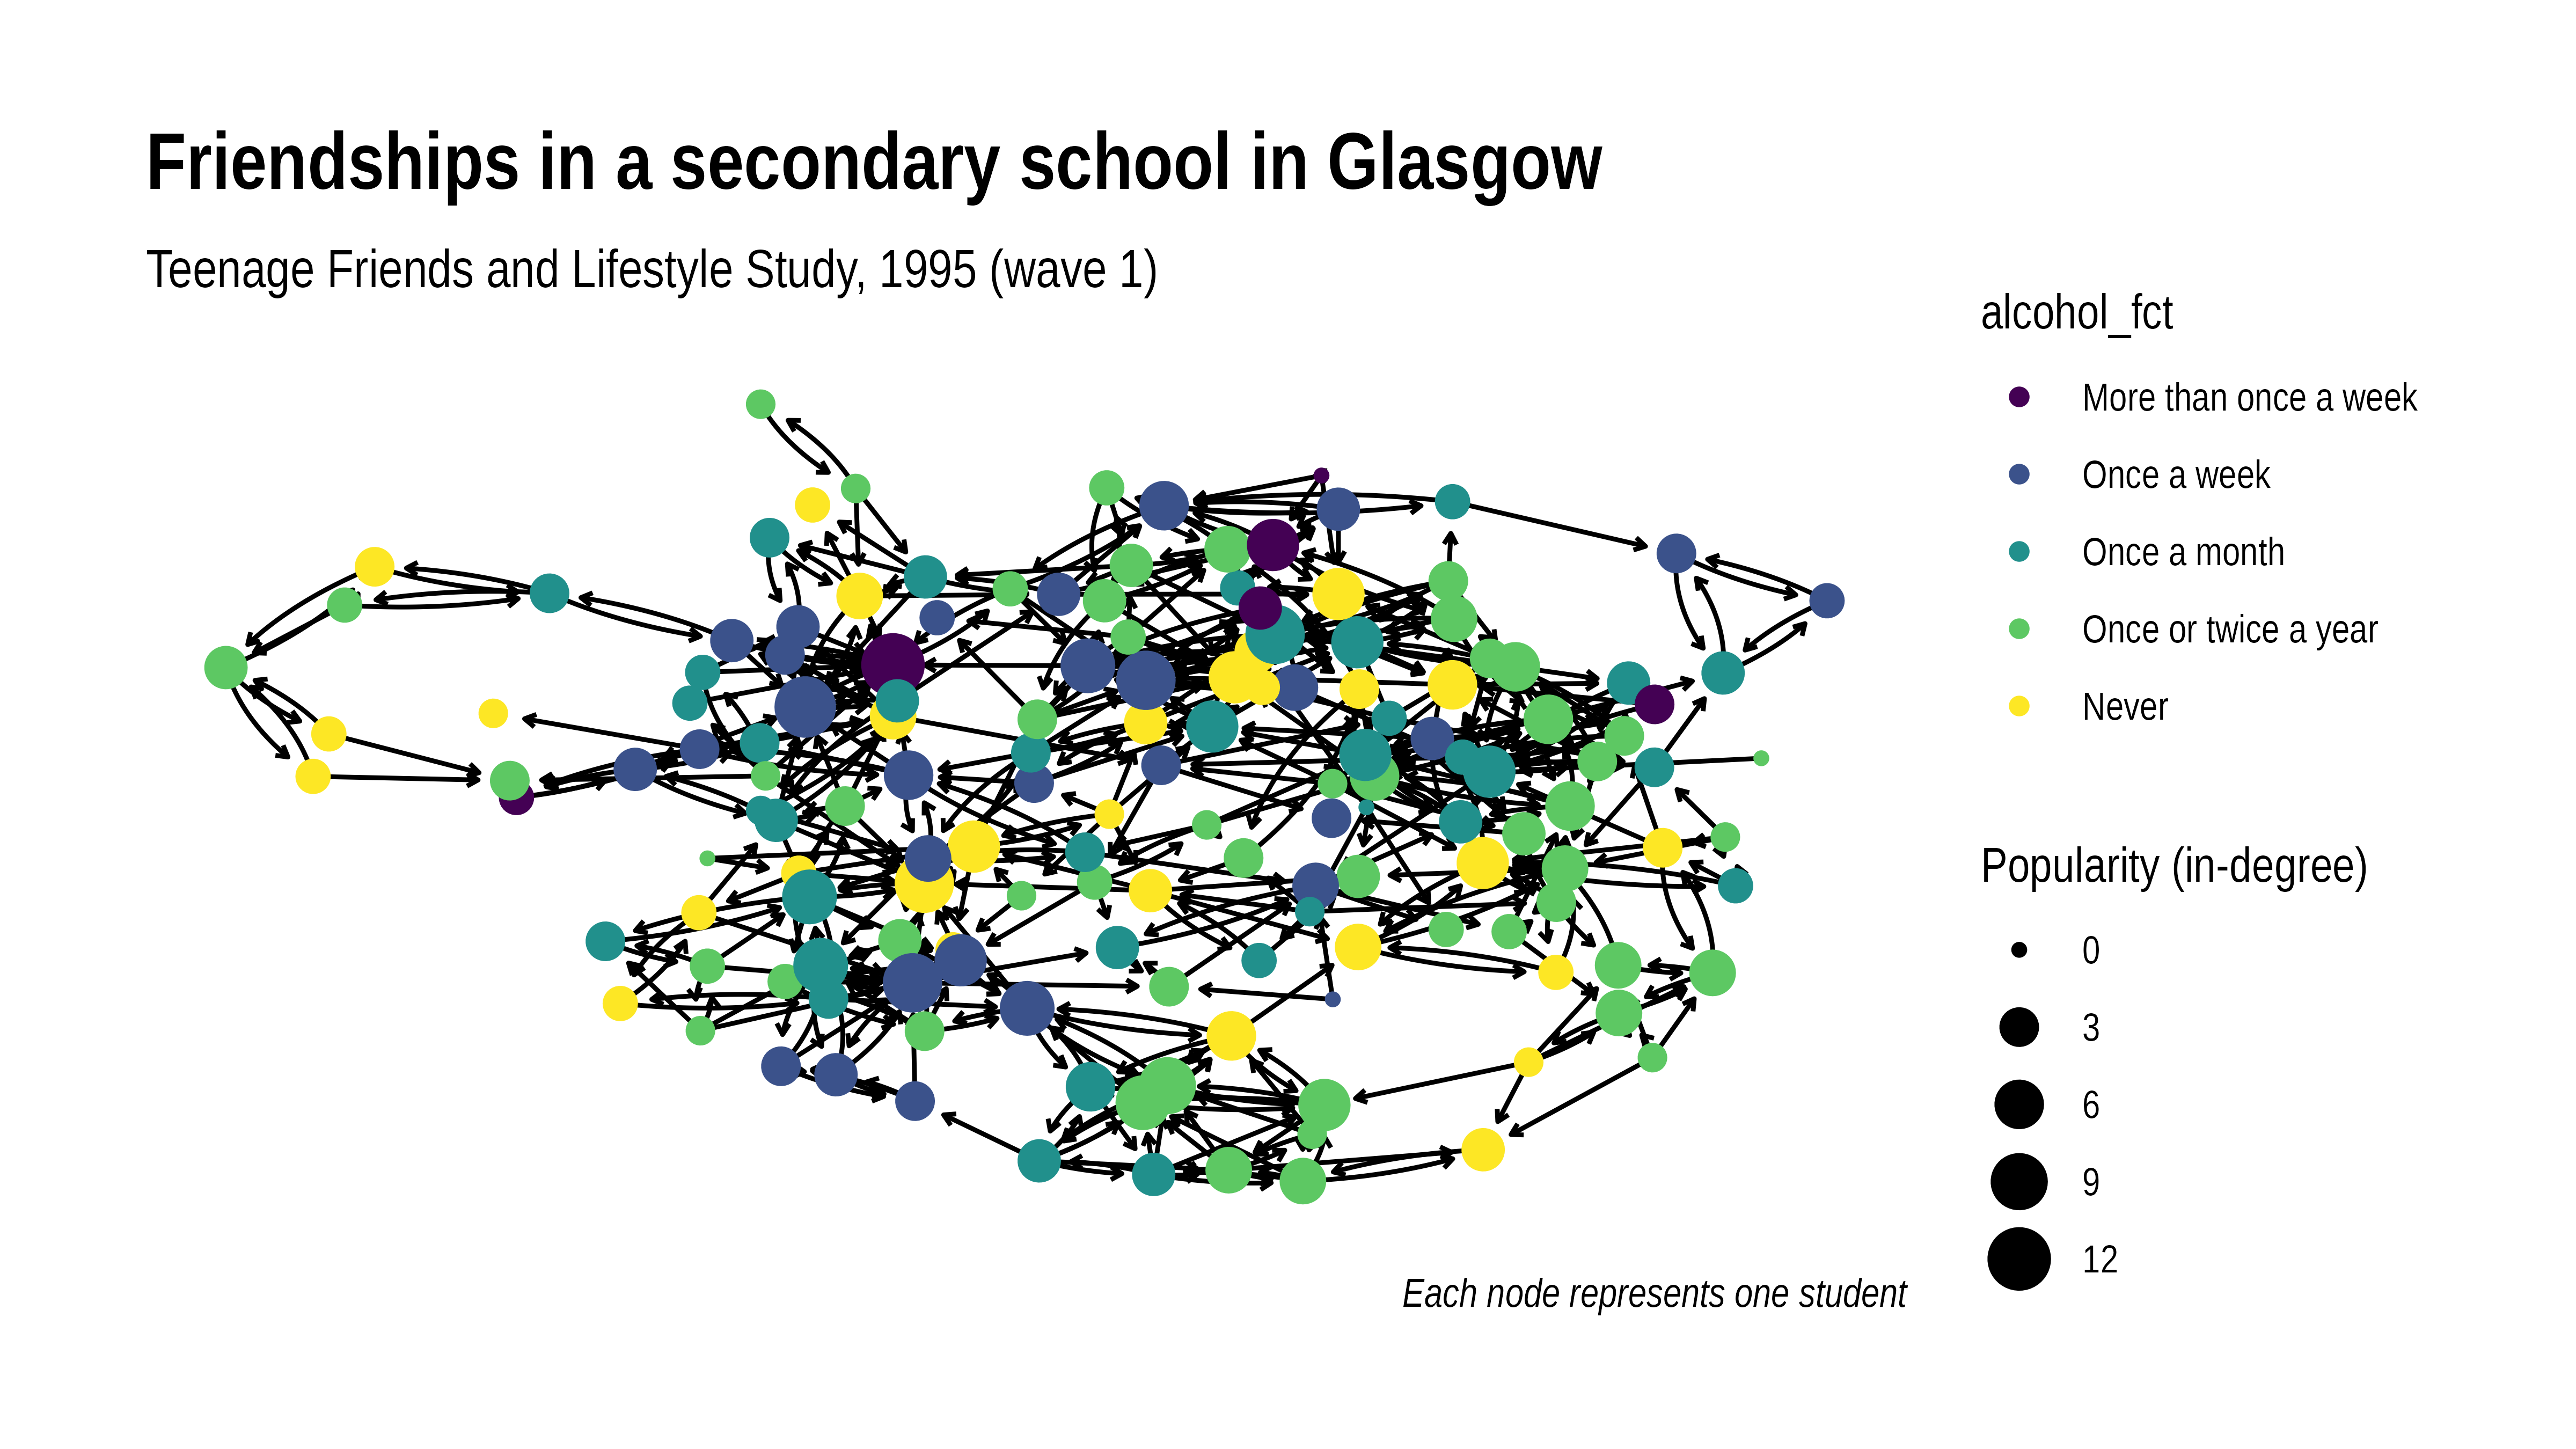 Friendships in a secondary school in Glasgow
Teenage Friends and Lifestyle Study, 1995 (wave 1)
alcohol_fct
More than once a week
Once a week
Once a month
Once or twice a year
Never
Popularity (in-degree)
0
3
6
9
12
Each node represents one student